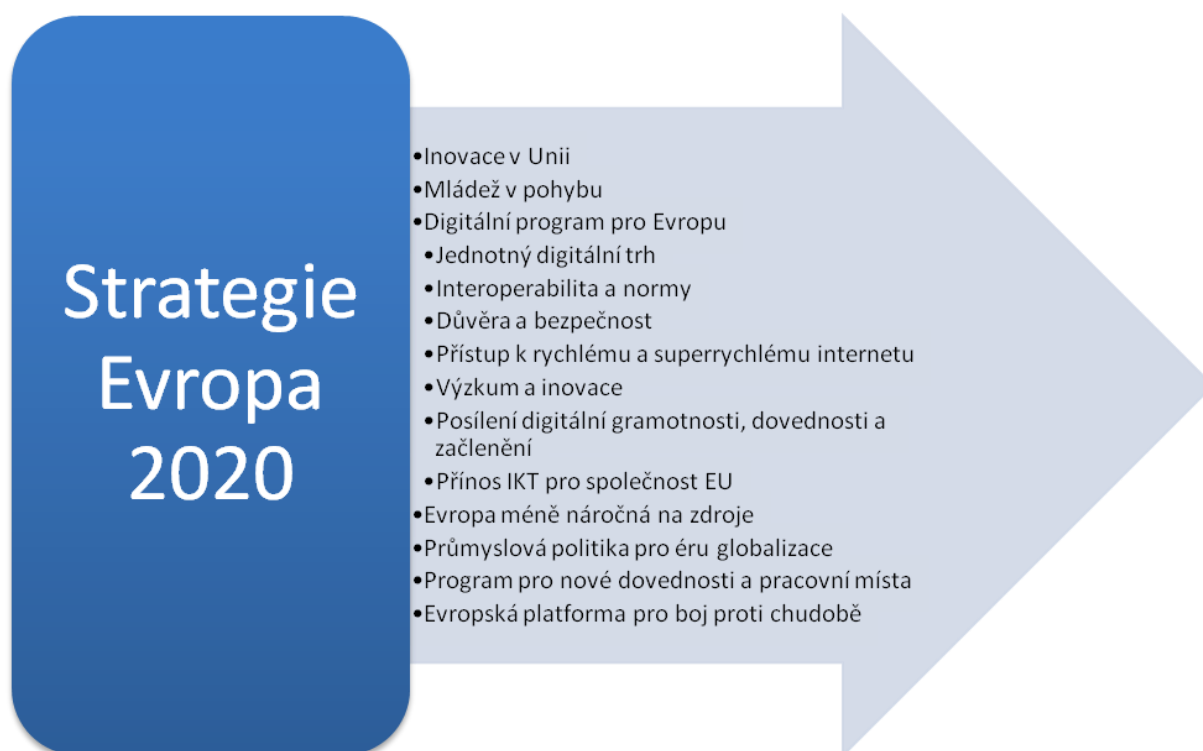 Strategie
Evropa
2020
•Inovace v Unii
•Mládež v pohybu
•Digitální program pro Evropu
•Jednotný digitální trh
•Interoperabilita a normy
•Důvěra a bezpečnost
•Přístup k rychlému a superrychlému internetu
•Výzkum a inovace
•Posílení digitální gramotnosti, dovednosti a
začlenění
•Přínos IKT pro společnost EU
•Evropa méně náročná na zdroje
•Průmyslová politika pro éru globalizace
•Program pro nové dovednosti a pracovní místa
•Evropská platforma pro boj proti chudobě